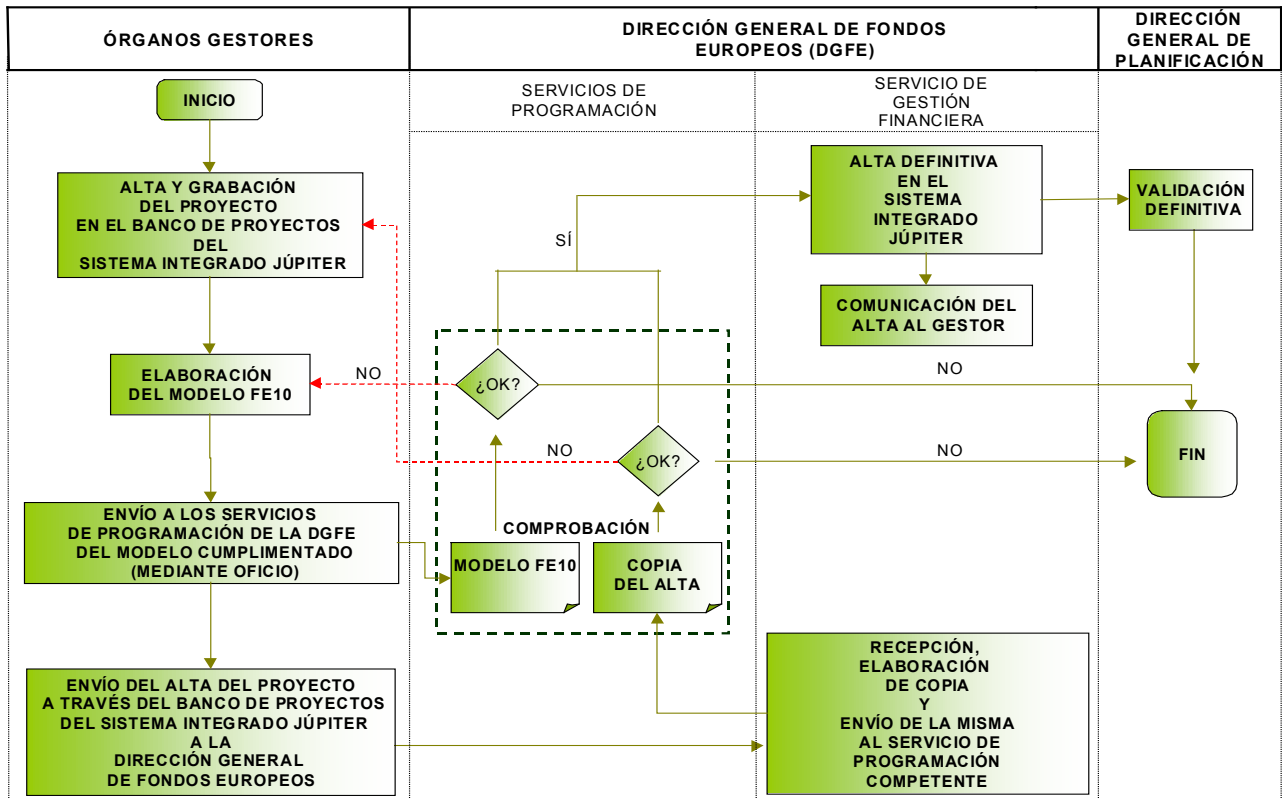 ÓRGANOS GESTORES
DIRECCIÓN GENERAL DE FONDOS
EUROPEOS (DGFE)
DIRECCIÓN
GENERAL DE
PLANIFICACIÓN
SERVICIOS DE
PROGRAMACIÓN
SERVICIO DE
GESTIÓN
FINANCIERA
INICIO
ALTA Y GRABACIÓN
DEL PROYECTO
EN EL BANCO DE PROYECTOS
DEL
SISTEMA INTEGRADO JÚPITER
ALTA DEFINITIVA
EN EL
SISTEMA
INTEGRADO
JÚPITER
VALIDACIÓN
DEFINITIVA
SÍ
COMUNICACIÓN DEL
ALTA AL GESTOR
ELABORACIÓN
DEL MODELO FE10
NO
¿OK?
NO
NO
¿OK?
NO
FIN
ENVÍO A LOS SERVICIOS
DE PROGRAMACIÓN DE LA DGFE
DEL MODELO CUMPLIMENTADO
(MEDIANTE OFICIO)
COMPROBACIÓN
MODELO FE10
COPIA
DEL ALTA
ENVÍO DEL ALTA DEL PROYECTO
A TRAVÉS DEL BANCO DE PROYECTOS
DEL SISTEMA INTEGRADO JÚPITER
A LA
DIRECCIÓN GENERAL
DE FONDOS EUROPEOS
RECEPCIÓN,
ELABORACIÓN
DE COPIA
Y
ENVÍO DE LA MISMA
AL SERVICIO DE
PROGRAMACIÓN
COMPETENTE